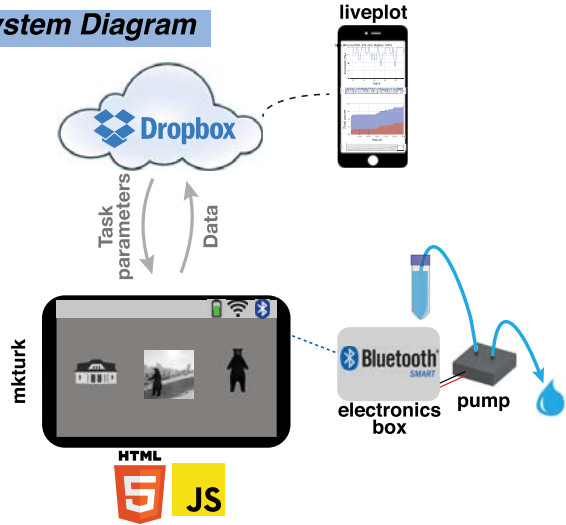 ystem Diagram
liveplot
Dropbox
Task
parameters
Data
mkturk
Bluetooth®
SMART
electronics
box
pump
HTML
5
JS